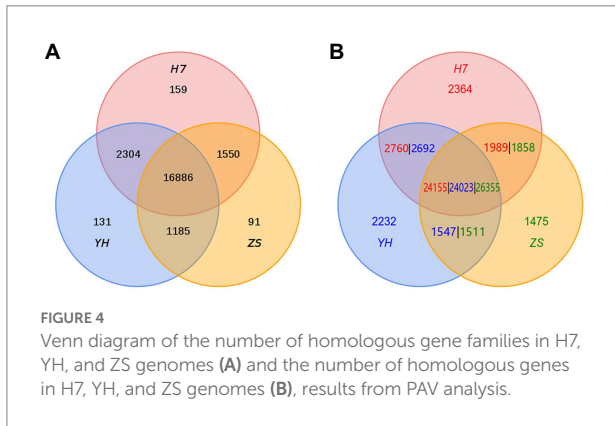 A
H7
159
2304
1550
16886
131
YH
1185
91
ZS
B
H7
2364
2760|2692
1989|1858
24155|24023|26355
2232
YH
1547|1511
1475
ZS
FIGURE 4
Venn diagram of the number of homologous gene families in H7,
YH, and ZS genomes (A) and the number of homologous genes
in H7, YH, and ZS genomes (B), results from PAV analysis.